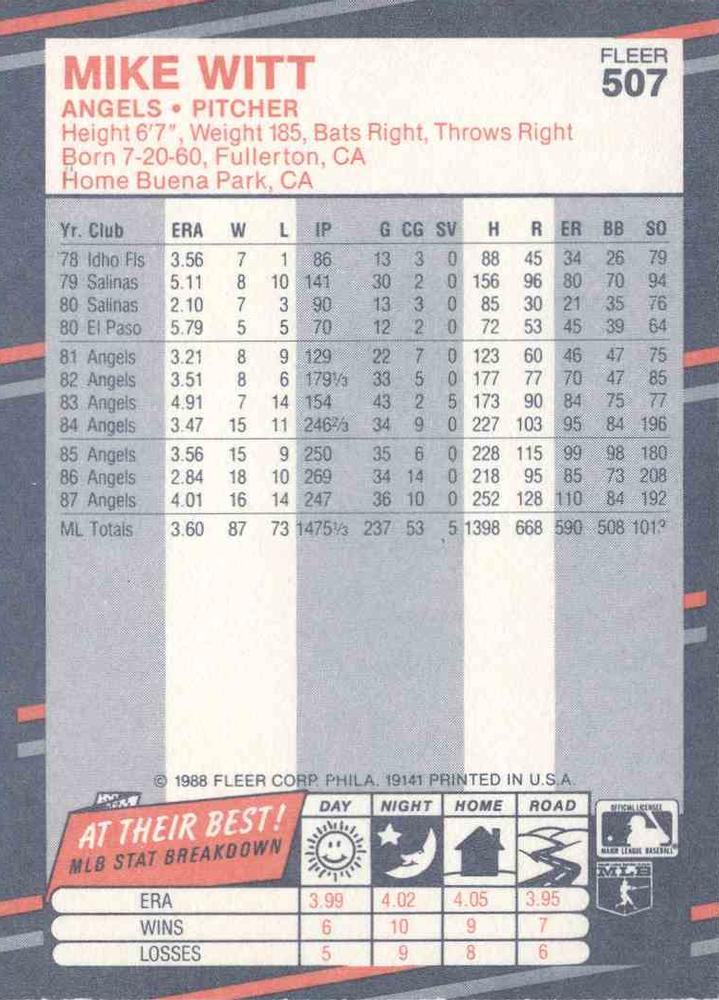 MIKE WITT
FLEER
507
ANGELS • PITCHER
Height 6'7", Weight 185, Bats Right, Throws Right
Born 7-20-60, Fullerton, CA
Home Buena Park, CA
Yr. Club ERA W L IP G CG SV H R ER BB SO
78 Idho Fls 3.56 7 1 86 13 3 0 88 45 34 26 79
79 Salinas 5.11 8 10 141 30 2 0 156 96 80 70 94
80 Salinas 2.10 7 3 90 13 3 0 85 30 21 35 76
80 El Paso 5.79 5 5 70 12 2 0 72 53 45 39 64
81 Angels 3.21 8 9 129 22 7 0 123 60 46 47 75
82 Angels 3.51 8 6 179⅓ 33 5 0 177 77 70 47 85
83 Angels 4.91 7 14 154 43 2 5 173 90 84 75 77
84 Angels 3.47 15 11 246⅔ 34 9 0 227 103 95 84 196
85 Angels 3.56 15 9 250 35 6 0 228 115 99 98 180
86 Angels 2.84 18 10 269 34 14 0 218 95 85 73 208
87 Angels 4.01 16 14 247 36 10 0 252 128 110 84 192
ML Totals 3.60 87 73 1475⅓ 237 53 5 1398 668 590 508
© 1988 FLEER CORP. PHILA. 19141 PRINTED IN U.S.A.
AT THEIR BEST!
MLB STAT BREAKDOWN
DAY NIGHT HOME ROAD
OFFICIAL LICENSEE
MAJOR LEAGUE BASEBALL
MLB
ERA 3.99 4.02 4.05 3.95
WINS 6 10 9 7
LOSSES 5 9 8 6